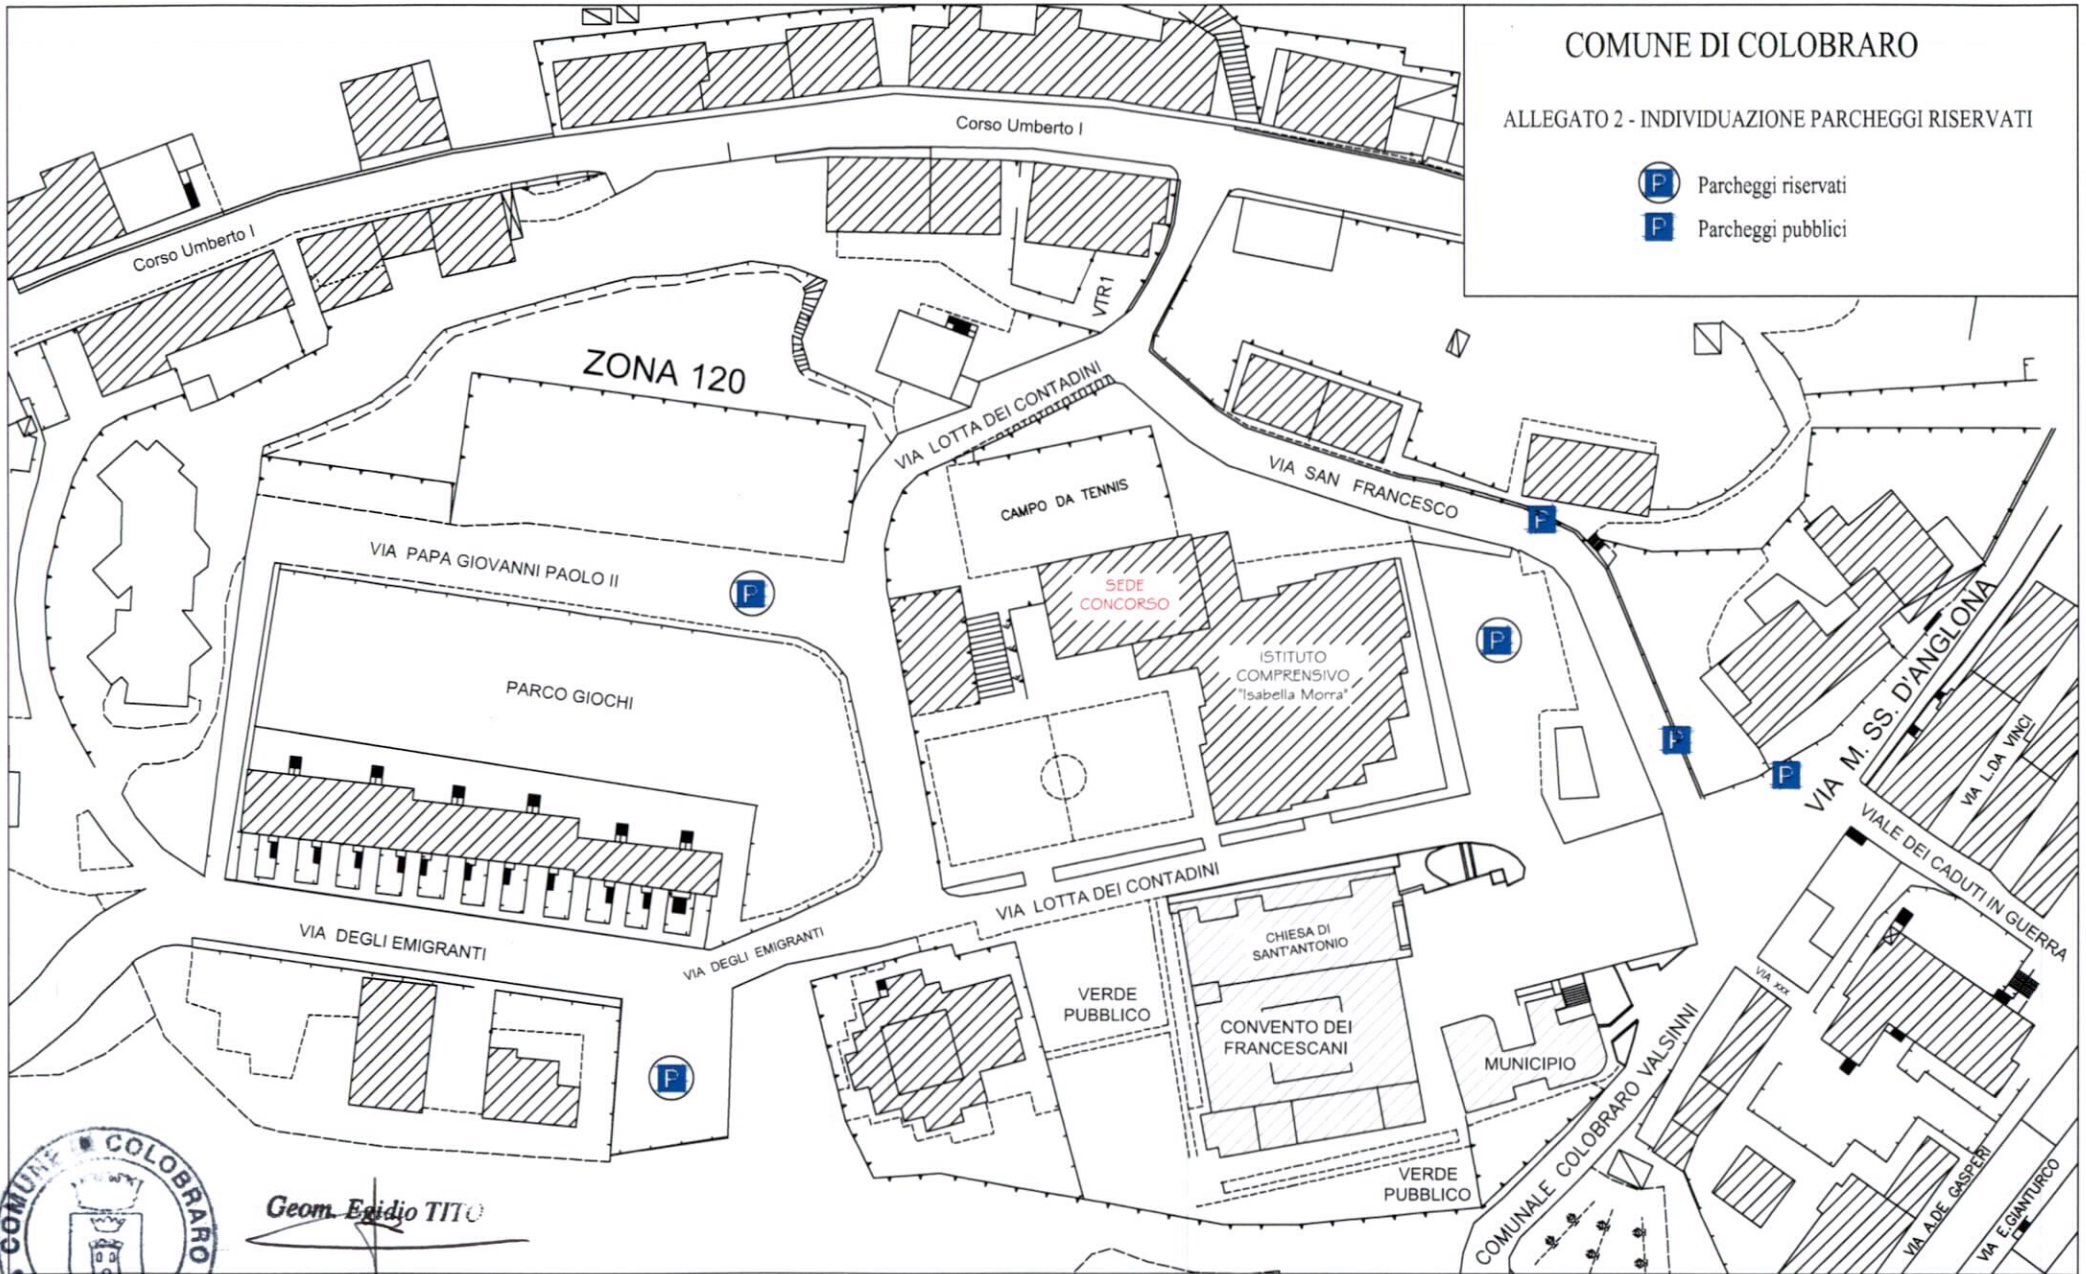 COMUNE DI COLOBRARO
ALLEGATO 2 - INDIVIDUAZIONE PARCHEGGI RISERVATI
P Parcheggi riservati
P Parcheggi pubblici
Corso Umberto I
Corso Umberto I
VTR1
ZONA 120
VIA LOTTA DEI CONTADINI
CAMPO DA TENNIS
VIA SAN FRANCESCO
P
VIA PAPA GIOVANNI PAOLO II
P
SEDE
CONCORSO
P
ISTITUTO
COMPRENSIVO
"Isabella Morra"
PARCO GIOCHI
P
P
VIA M. SS. D'ANGLONA
VIA L.DA VINCI
VIALE DEI CADUTI IN GUERRA
VIA LOTTA DEI CONTADINI
VIA DEGLI EMIGRANTI
VIA DEGLI EMIGRANTI
CHIESA DI
SANT'ANTONIO
VIA XXX
VERDE
PUBBLICO
CONVENTO DEI
FRANCESCANI
MUNICIPIO
P
COMUNALE COLOBRARO VALSINNI
VERDE
PUBBLICO
VIA A.DE GASPERI
VIA E.GIANTURCO
COMUNE DI COLOBRARO
Geom. Egidio TITO